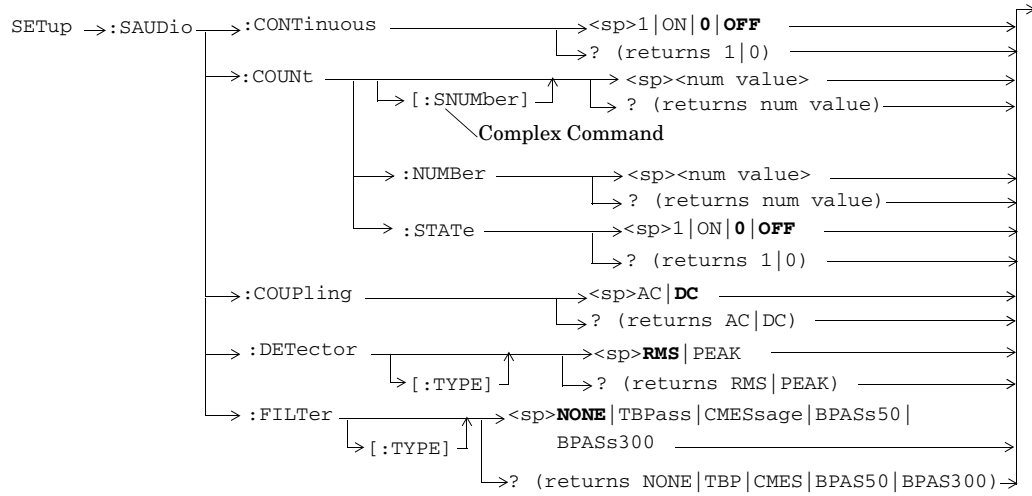 SETup :SAUDio :CONTinuous <sp>1|ON|0|OFF
? (returns 1|0)
:COUNt <sp><num value>
[:SNUMber] ? (returns num value)
Complex Command
:NUMBer <sp><num value>
? (returns num value)
:STATe <sp>1|ON|0|OFF
? (returns 1|0)
:COUPling <sp>AC|DC
? (returns AC|DC)
:DETector <sp>RMS|PEAK
[:TYPE] ? (returns RMS|PEAK)
:FILTer <sp>NONE|TBPass|CMESsage|BPASs50|
[:TYPE] BPASs300
? (returns NONE|TBP|CMES|BPAS50|BPAS300)